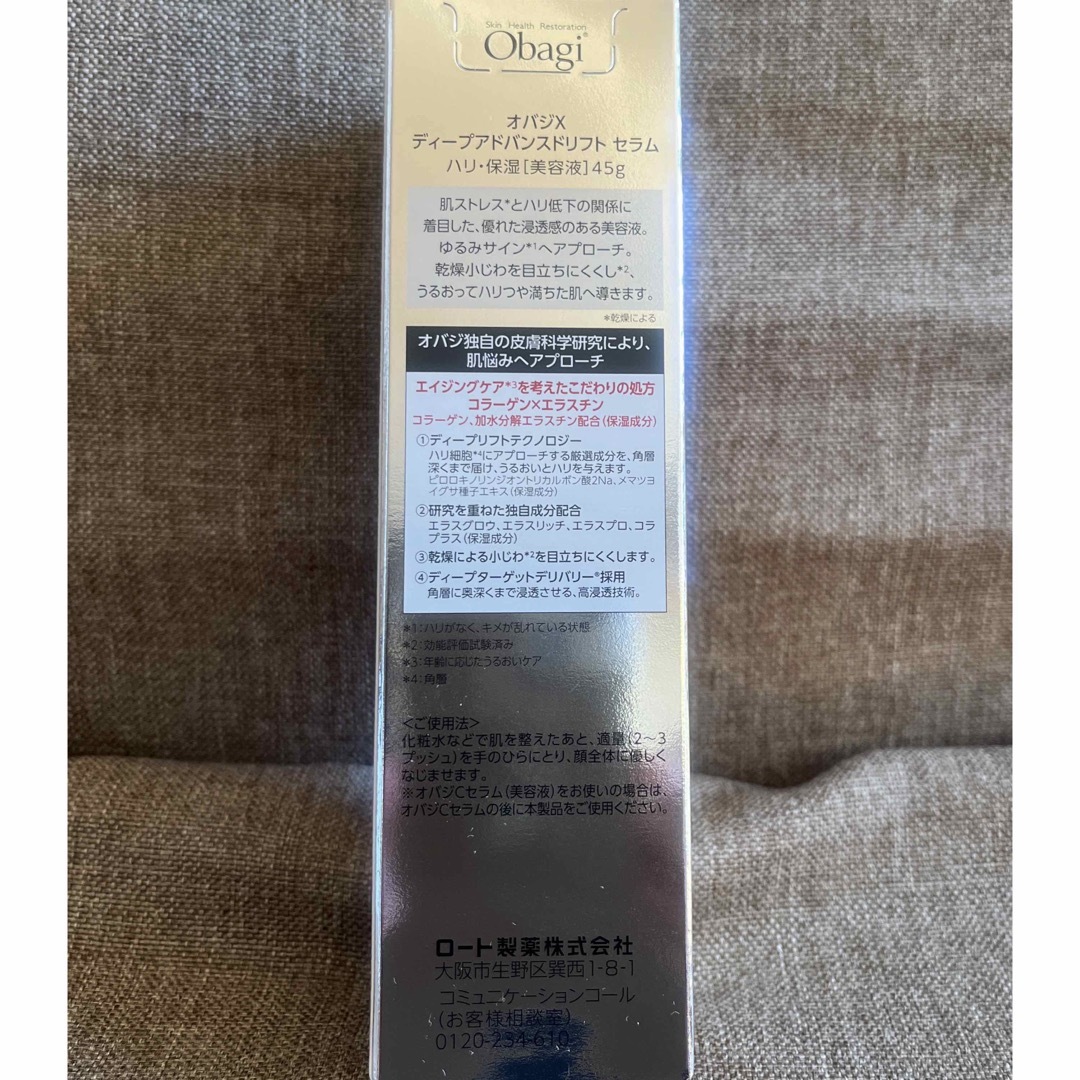 Skin Health Restoration
Obagi®
オバジX
ディープアドバンスドリフト セラム
ハリ・保湿[美容液]45g
肌ストレス*とハリ低下の関係に
着目した、優れた浸透感のある美容液。
ゆるみサイン*1へアプローチ。
乾燥小じわを目立ちにくくし*2、
うるおってハリつや満ちた肌へ導きます。
*乾燥による
オバジ独自の皮膚科学研究により、
肌悩みへアプローチ
エイジングケア*3を考えたこだわりの処方
コラーゲン×エラスチン
コラーゲン、加水分解エラスチン配合(保湿成分)
①ディープリフトテクノロジー
ハリ細胞*4にアプローチする厳選成分を、角層
深くまで届け、うるおいとハリを与えます。
ピロロキノリンジオントリカルボン酸2Na、メマツヨ
イグサ種子エキス(保湿成分)
②研究を重ねた独自成分配合
エラスグロウ、エラスリッチ、エラスプロ、コラ
プラス(保湿成分)
③乾燥による小じわ*2を目立ちにくくします。
④ディープターゲットデリバリー®採用
角層に奥深くまで浸透させる、高浸透技術。
*1:ハリがなく、キメが乱れている状態
*2:効能評価試験済み
*3:年齢に応じたうるおいケア
*4:角層
<ご使用法>
化粧水などで肌を整えたあと、適量(2〜3
プッシュ)を手のひらにとり、顔全体に優しく
なじませます。
※オバジCセラム(美容液)をお使いの場合は、
オバジCセラムの後に本製品をご使用ください。
ロート製薬株式会社
大阪市生野区巽西1-8-1
コミュニケーションコール
(お客様相談室)
0120-234-610